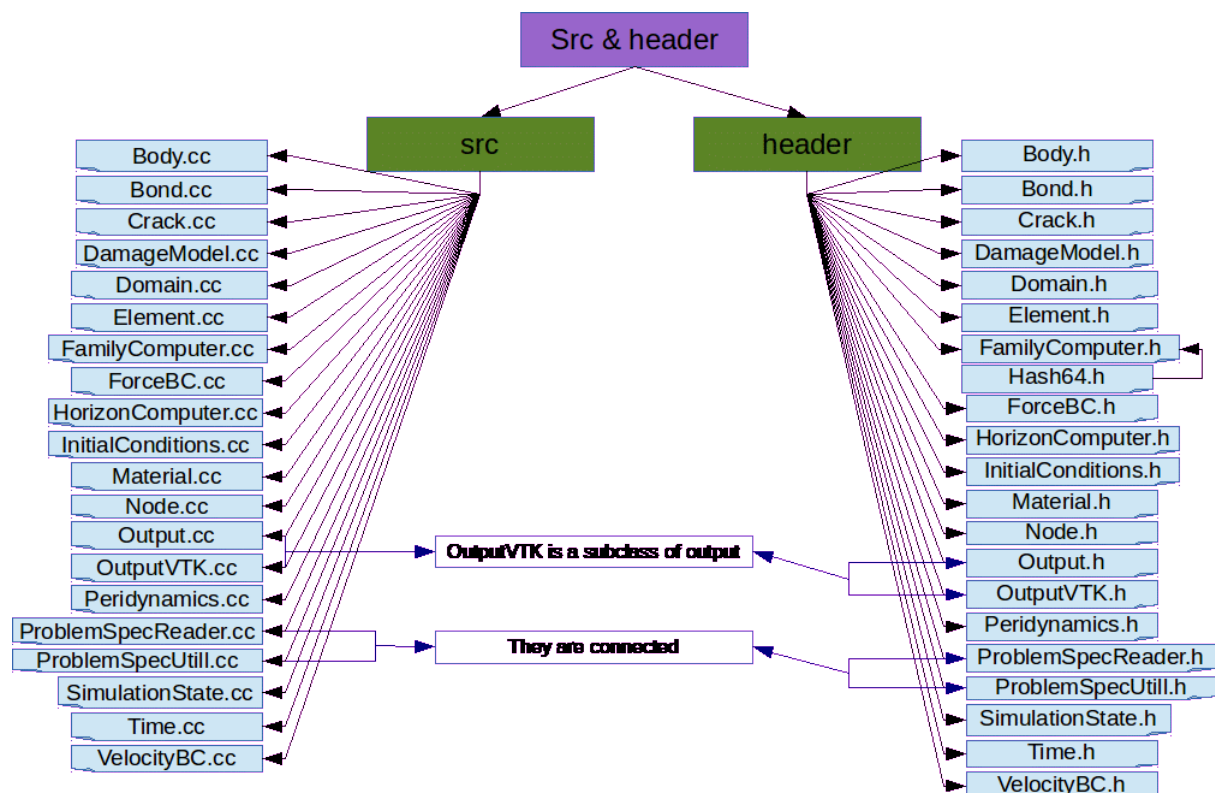 Src & header
src
header
Body.cc
Bond.cc
Crack.cc
DamageModel.cc
Domain.cc
Element.cc
FamilyComputer.cc
ForceBC.cc
HorizonComputer.cc
InitialConditions.cc
Material.cc
Node.cc
Output.cc
OutputVTK.cc
Peridynamics.cc
ProblemSpecReader.cc
ProblemSpecUtill.cc
SimulationState.cc
Time.cc
VelocityBC.cc
OutputVTK is a subclass of output
They are connected
Body.h
Bond.h
Crack.h
DamageModel.h
Domain.h
Element.h
FamilyComputer.h
Hash64.h
ForceBC.h
HorizonComputer.h
InitialConditions.h
Material.h
Node.h
Output.h
OutputVTK.h
Peridynamics.h
ProblemSpecReader.h
ProblemSpecUtill.h
SimulationState.h
Time.h
VelocityBC.h